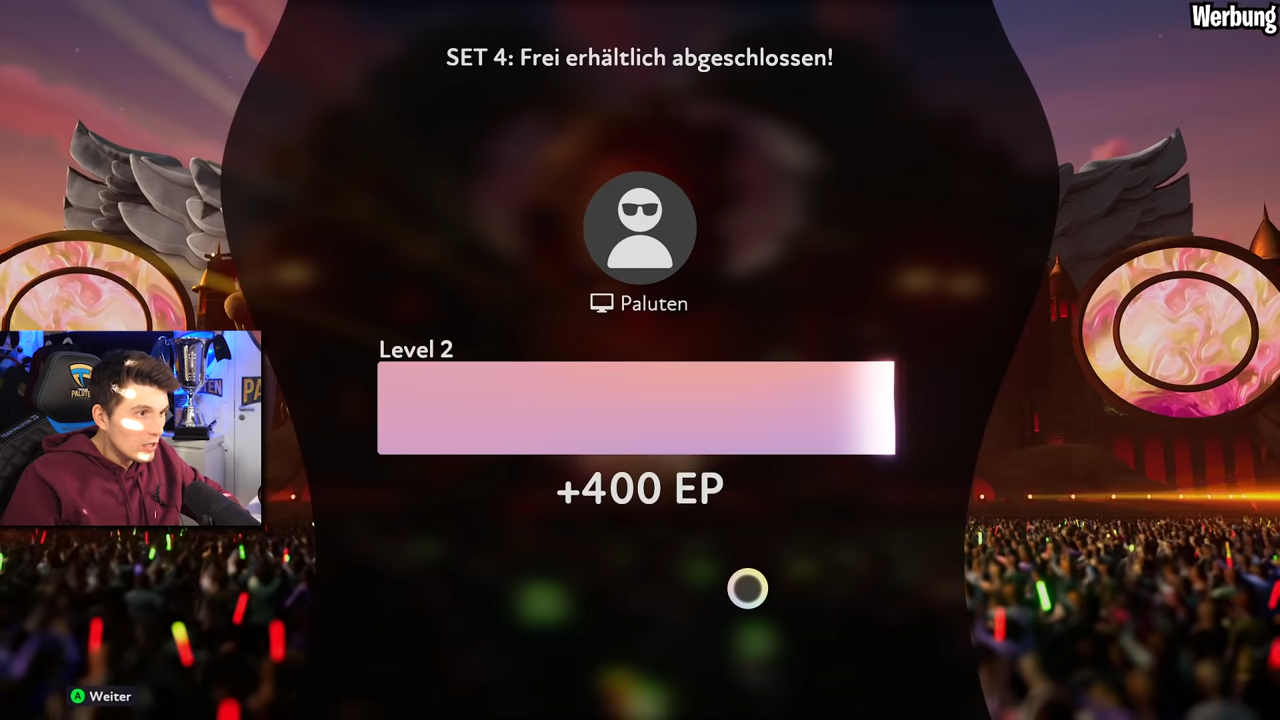 Werbung
SET 4: Frei erhältlich abgeschlossen!
Paluten
Level 2
+400 EP
A Weiter